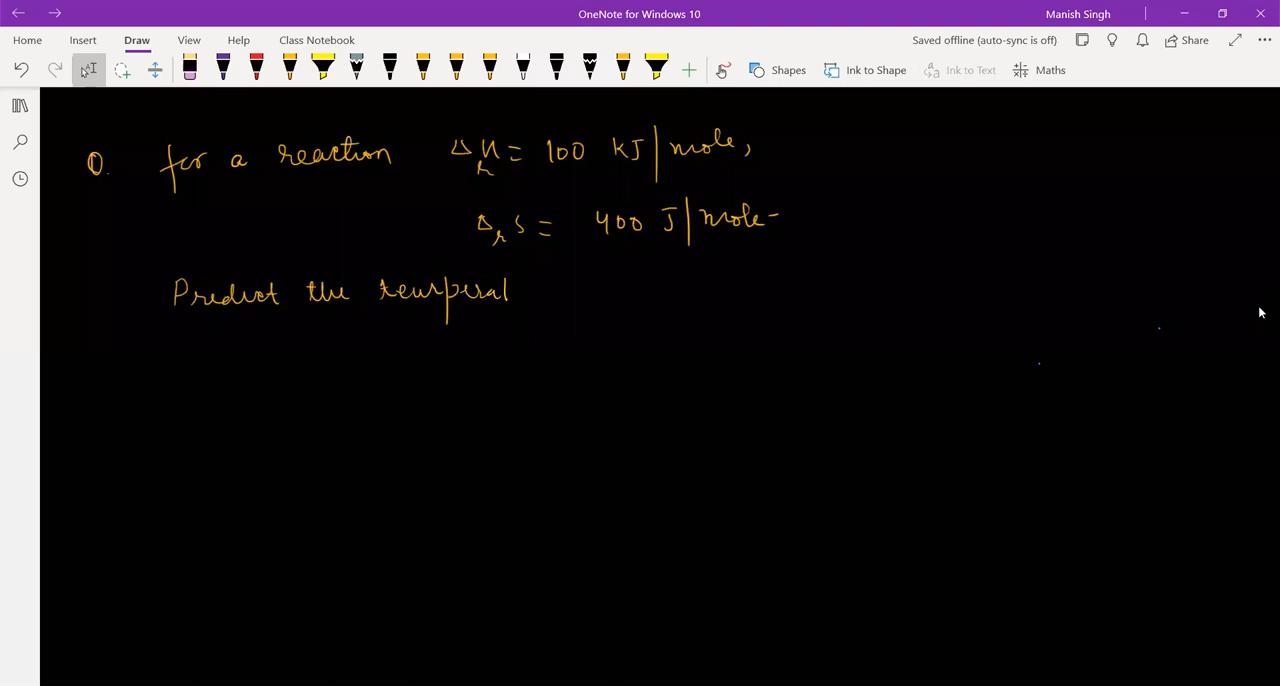 OneNote for Windows 10
Manish Singh
Home Insert Draw View Help Class Notebook
Saved offline (auto-sync is off)
Share
Shapes
Ink to Shape
Ink to Text
Maths
Q. for a reaction ΔrH = 100 KJ|mole,
ΔrS = 400 J|mole-
Predict the temperat